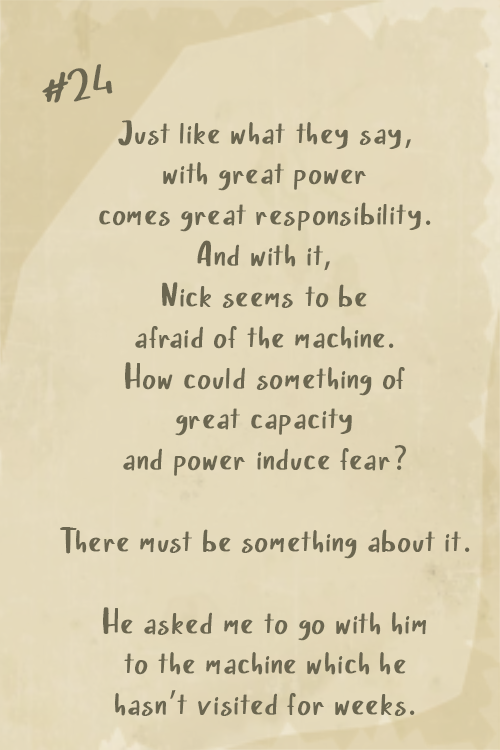 #24
Just like what they say,
with great power
comes great responsibility.
And with it,
Nick seems to be
afraid of the machine.
How could something of
great capacity
and power induce fear?
There must be something about it.
He asked me to go with him
to the machine which he
hasn't visited for weeks.